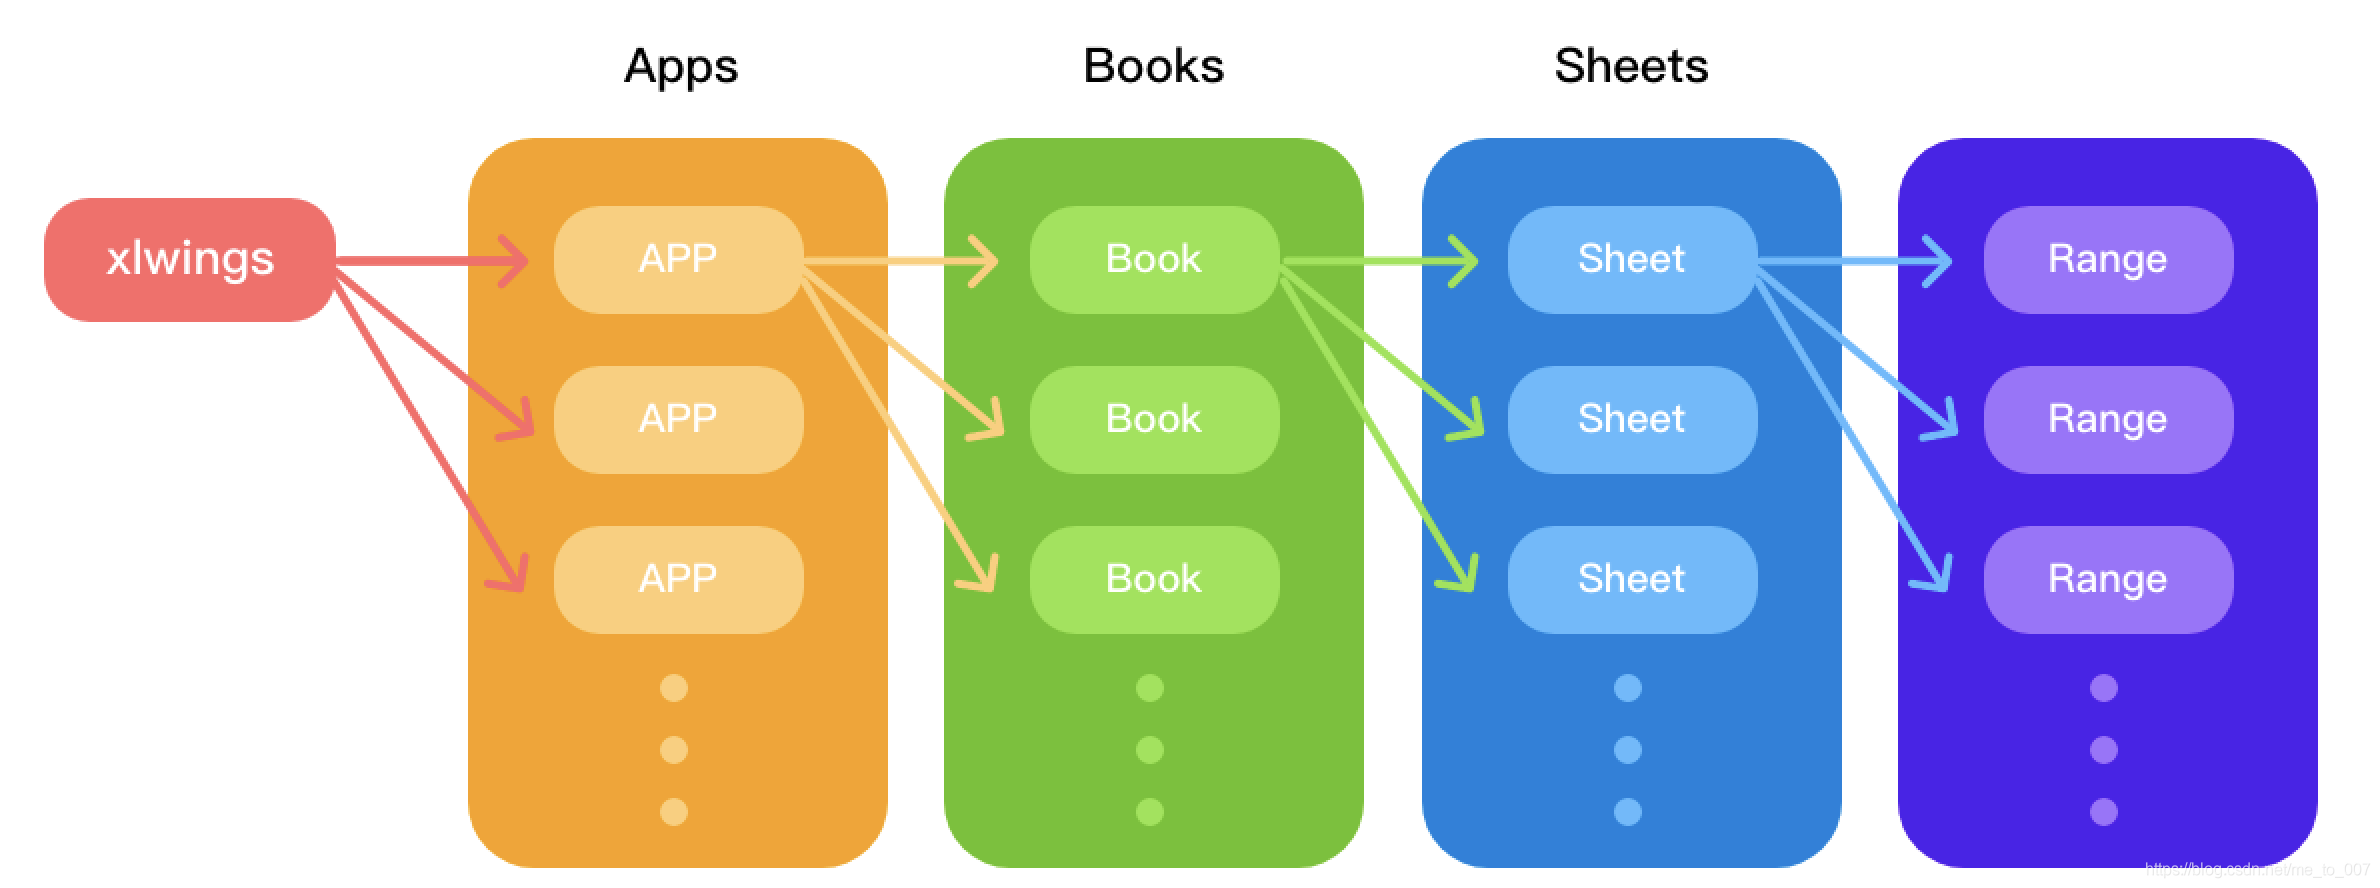 Apps Books Sheets
xlwings APP Book Sheet Range
APP Book Sheet Range
APP Book Sheet Range
https://blog.csdn.net/me_to_007